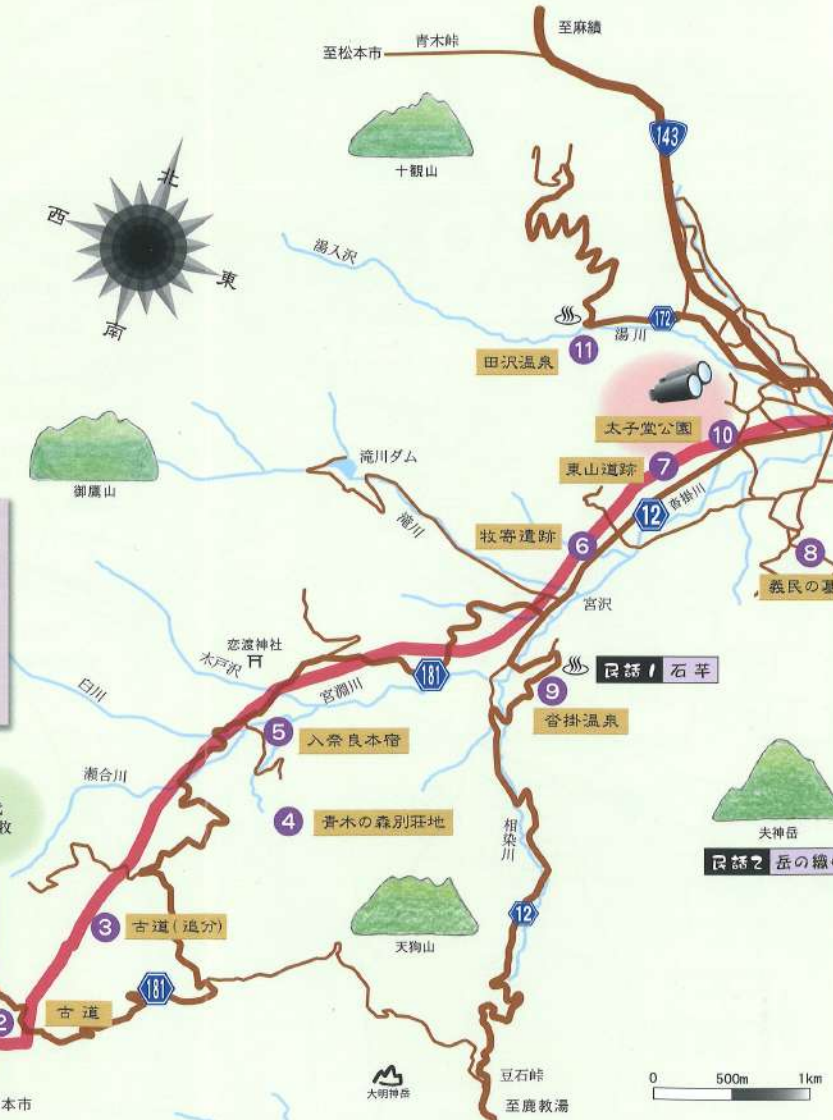 至麻績
青木峠
至松本市
143
十観山
北
西
東
南
湯入沢
172
湯川
11
田沢温泉
太子堂公園
10
東山道跡
7
御鷹山
滝川ダム
滝川
沓掛川
12
牧寄遺跡
6
8
義民の墓
宮沢
恋渡神社
木戸沢
181
宮淵川
民話1 石芋
9
沓掛温泉
臼川
5
入奈良本宿
瀬合川
4
青木の森別荘地
相染川
夫神岳
民話2 岳の織
天狗山
12
3
古道(追分)
181
2
古道
大明神岳
豆石峠
至鹿教湯
0 500m 1km
本市